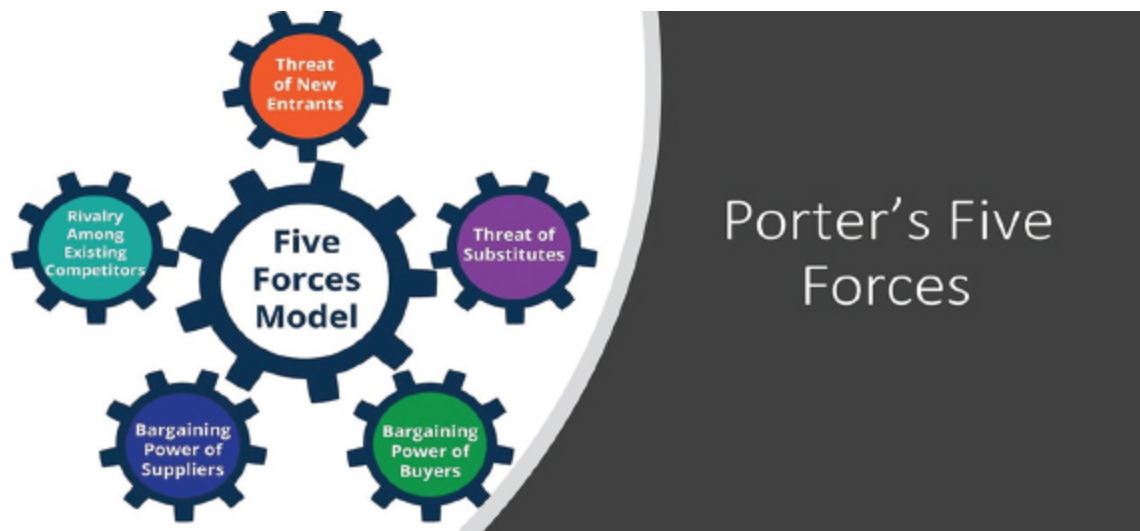 Threat
of New
Entrants
Rivalry
Among
Existing
Competitors
Five
Forces
Model
Threat of
Substitutes
Bargaining
Power of
Suppliers
Bargaining
Power of
Buyers
Porter’s Five
Forces